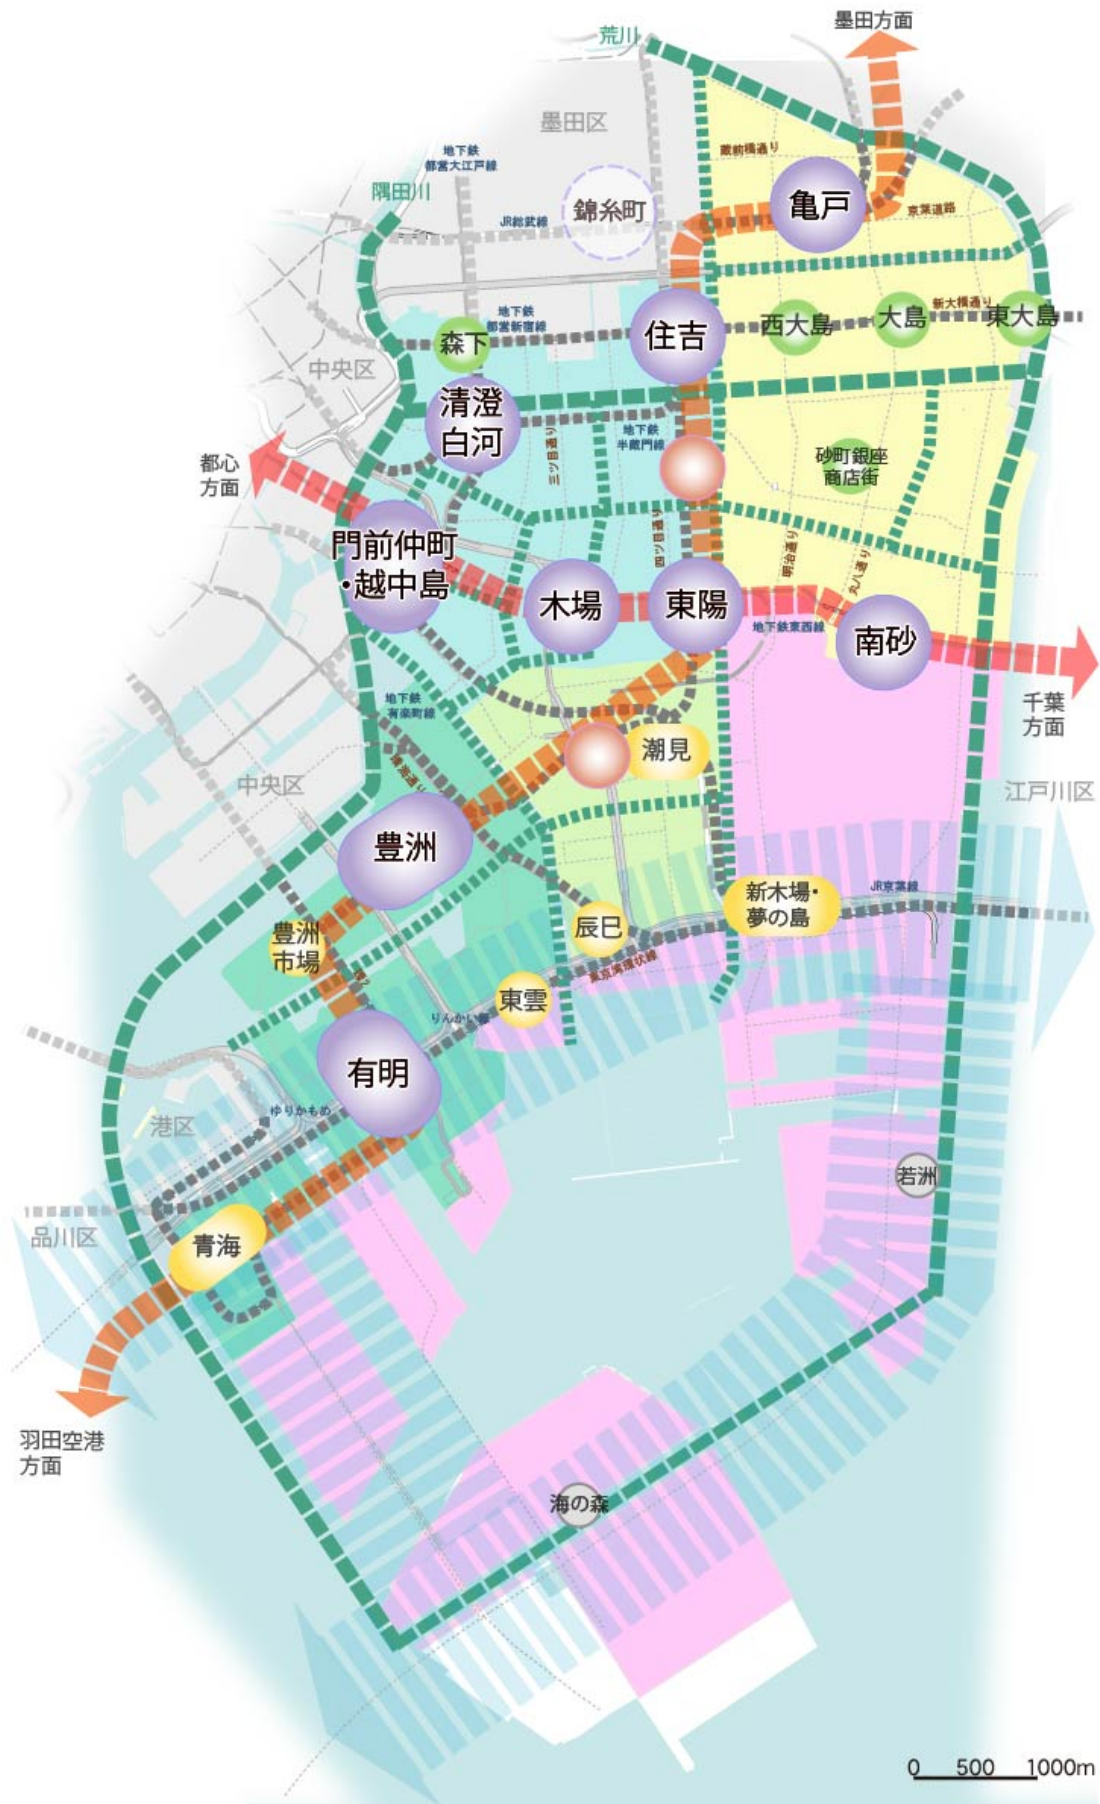 墨田方面
荒川
墨田区
蔵前橋通り
地下鉄
都営大江戸線
隅田川
錦糸町
亀戸
京葉道路
JR総武線
地下鉄
都営新宿線
新大橋通り
森下
住吉
西大島
大島
東大島
中央区
清澄
白河
地下鉄
半蔵門線
三ツ目通り
砂町銀座
商店街
都心
方面
門前仲町
・越中島
四ツ目通り
明治通り
丸八通り
木場
東陽
地下鉄東西線
南砂
千葉
方面
地下鉄
有楽町線
潮見
中央区
江戸川区
豊洲
JR京葉線
新木場・
夢の島
辰巳
豊洲
市場
東雲
環2
東京湾環状線
有明
ゆりかもめ
港区
若洲
品川区
青海
羽田空港
方面
海の森
0 500 1000m